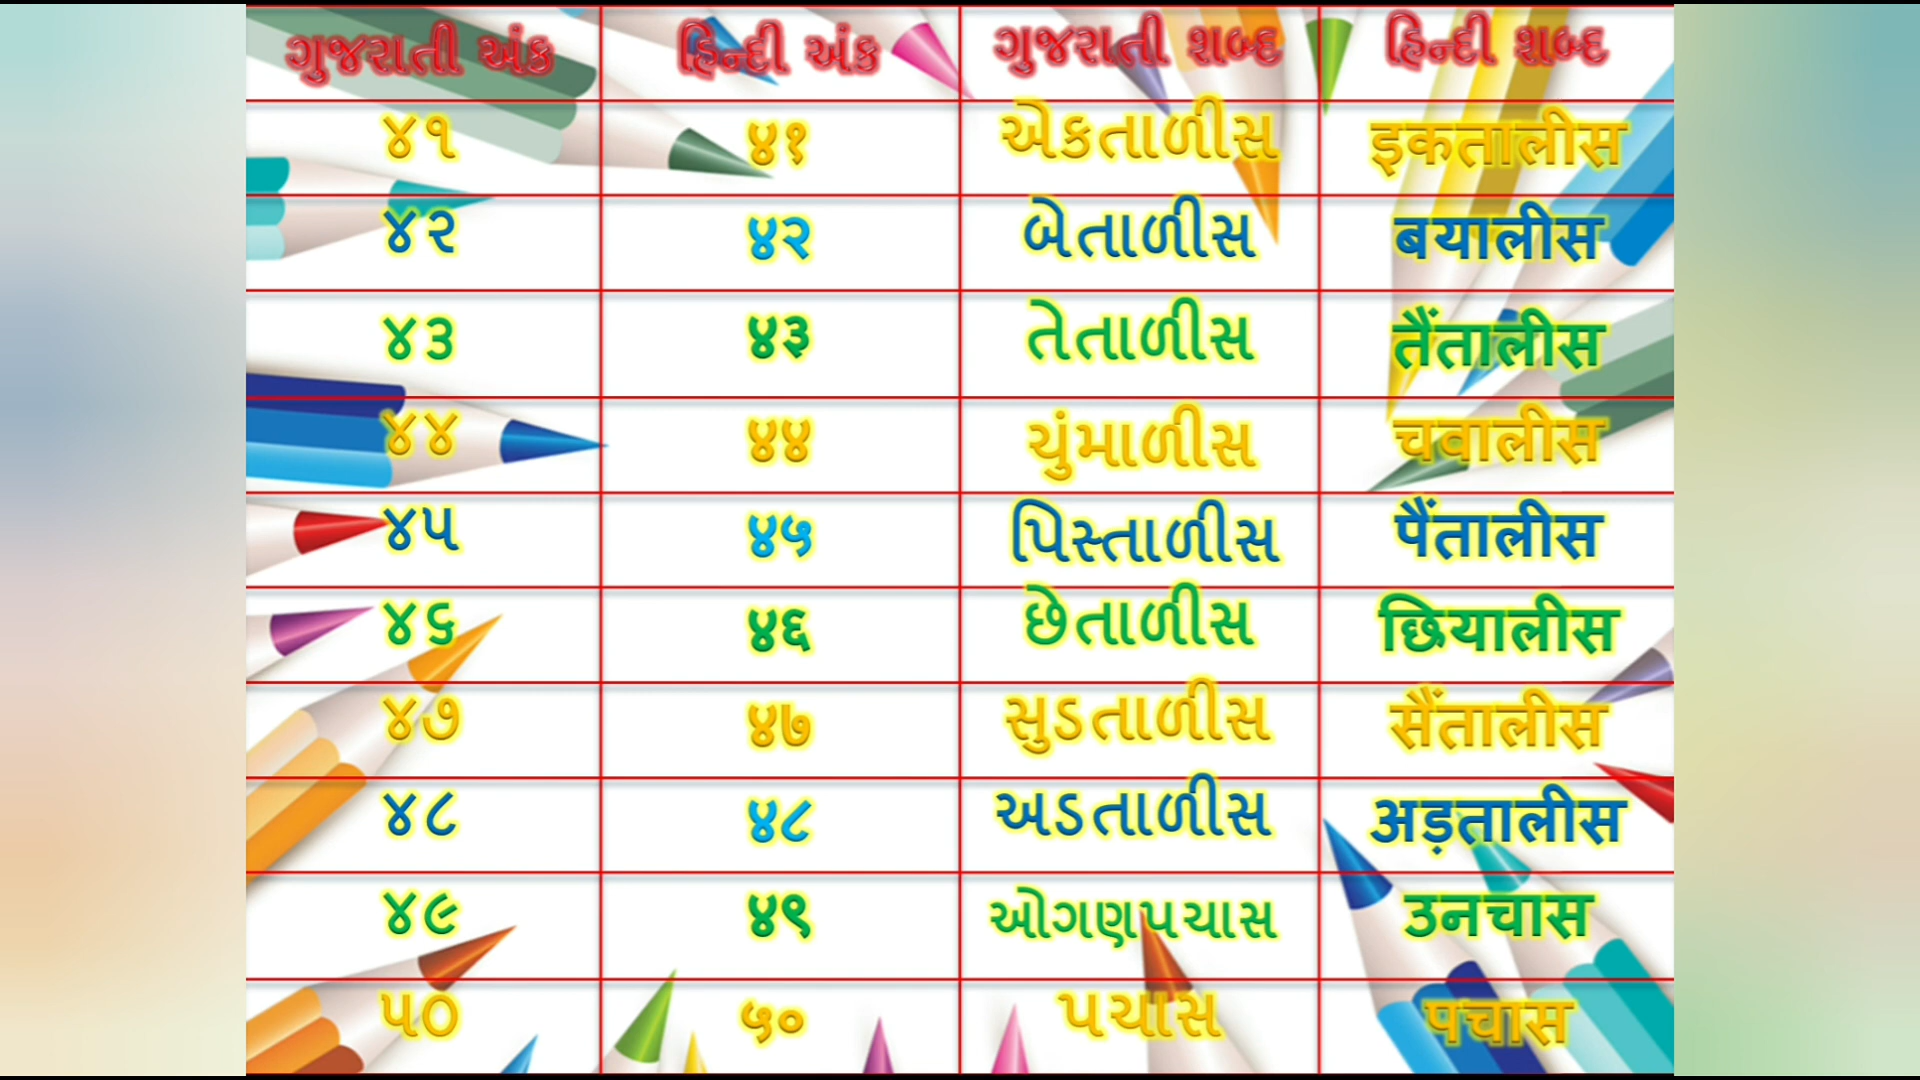 ગુજરાતી અંક હિન્દી અંક ગુજરાતી શબ્દ હિન્દી શબ્દ
૪૧ ४१ એકતાળીસ इकतालीस
૪૨ ४२ બેતાળીસ बयालीस
૪૩ ४३ તેતાળીસ तैंतालीस
૪૪ ४४ ચુંમાળીસ चवालीस
૪૫ ४५ પિસ્તાળીસ पैंतालीस
૪૬ ४६ છેતાળીસ छियालीस
૪૭ ४७ સુડતાળીસ सैंतालीस
૪૮ ४८ અડતાળીસ अड़तालीस
૪૯ ४९ ઓગણપચાસ उनचास
૫૦ ५० પચાસ पचास